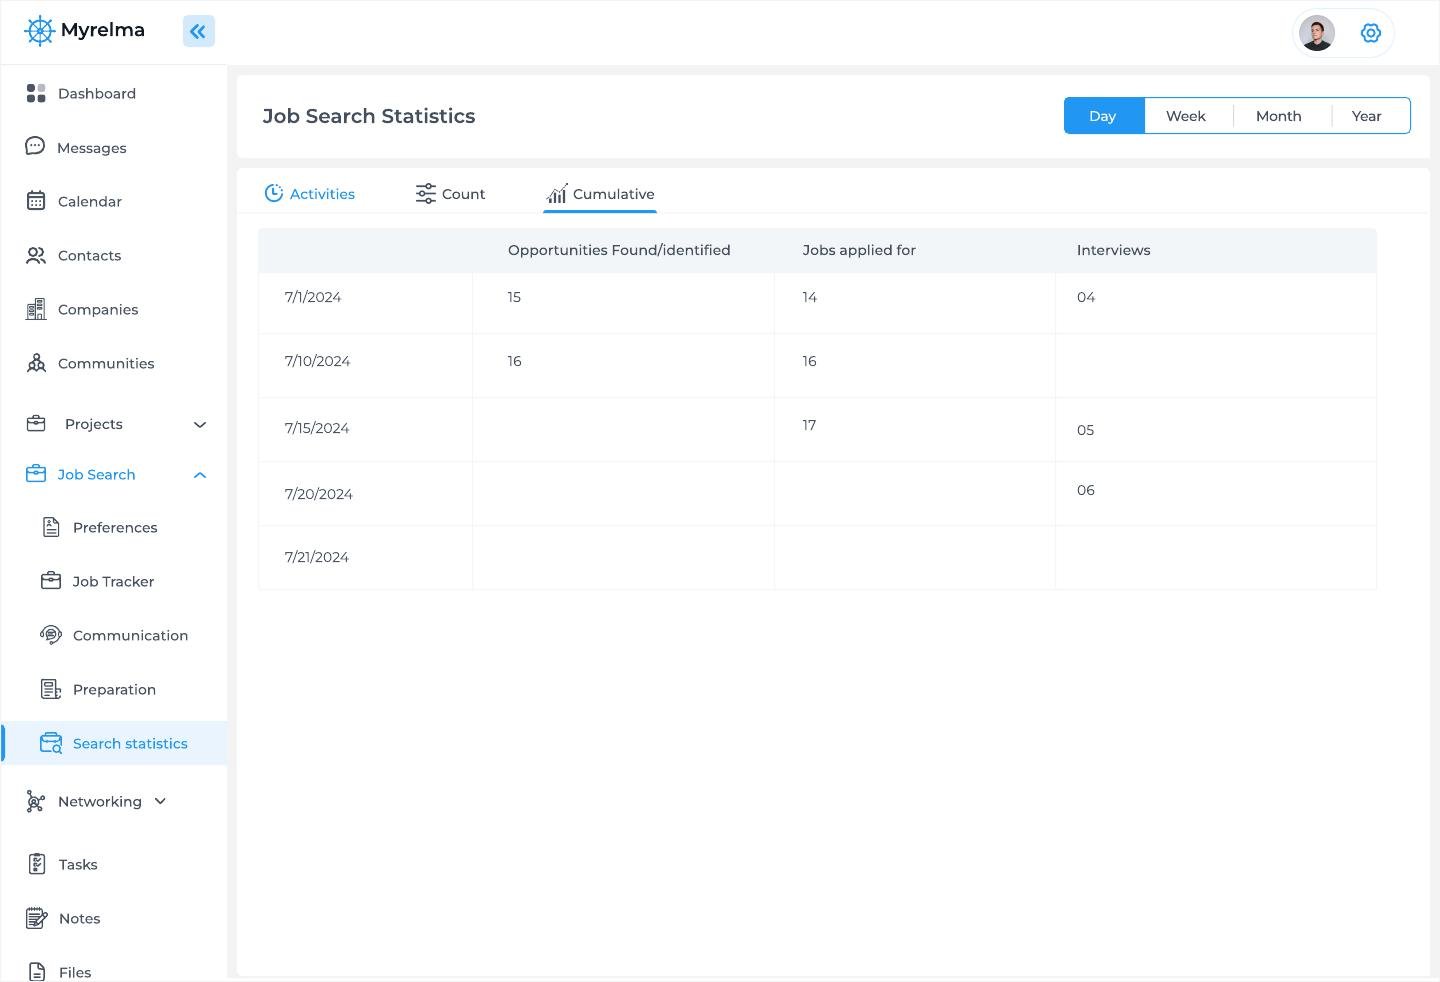 Myrelma
Dashboard
Messages
Calendar
Contacts
Companies
Communities
Projects
Job Search
Preferences
Job Tracker
Communication
Preparation
Search statistics
Networking
Tasks
Notes
Files
Job Search Statistics
Day Week Month Year
Activities Count Cumulative
Opportunities Found/identified Jobs applied for Interviews
7/1/2024 15 14 04
7/10/2024 16 16
7/15/2024 17 05
7/20/2024 06
7/21/2024